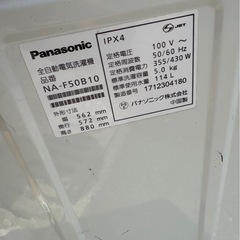 Panasonic
全自動電気洗濯機
品番
NA-F50B10
外形寸法
幅 562 mm
奥行 572 mm
高さ 880 mm
IPX4
JET
定格電圧 100 V ~
定格周波数 50/60 Hz
定格消費電力 355/430 W
標準洗濯容量 5.0 kg
標準使用水量 114 L
製造番号 1712304180
パナソニック株式会社
中国製